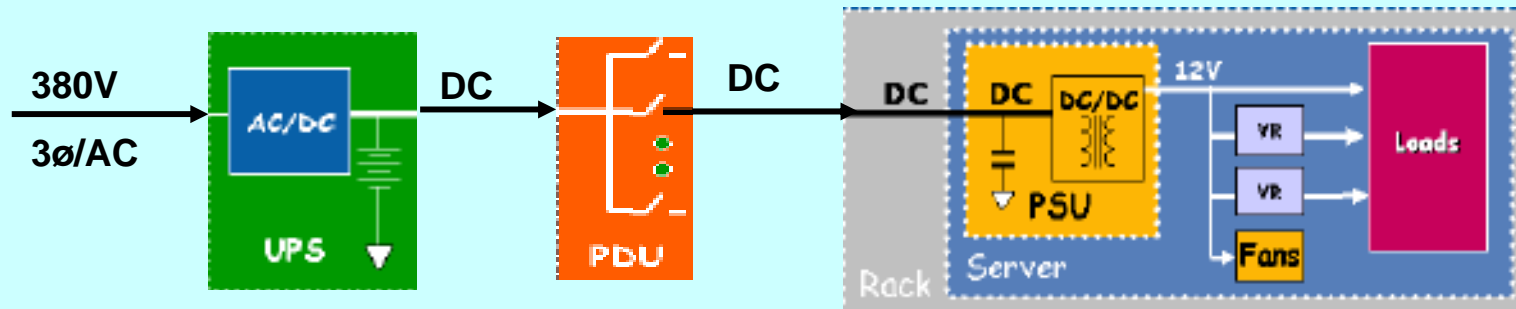 380V
3ø/AC
AC/DC
UPS
DC
PDU
DC
DC
DC
DC/DC
PSU
12V
VR
VR
Fans
Loads
Server
Rack